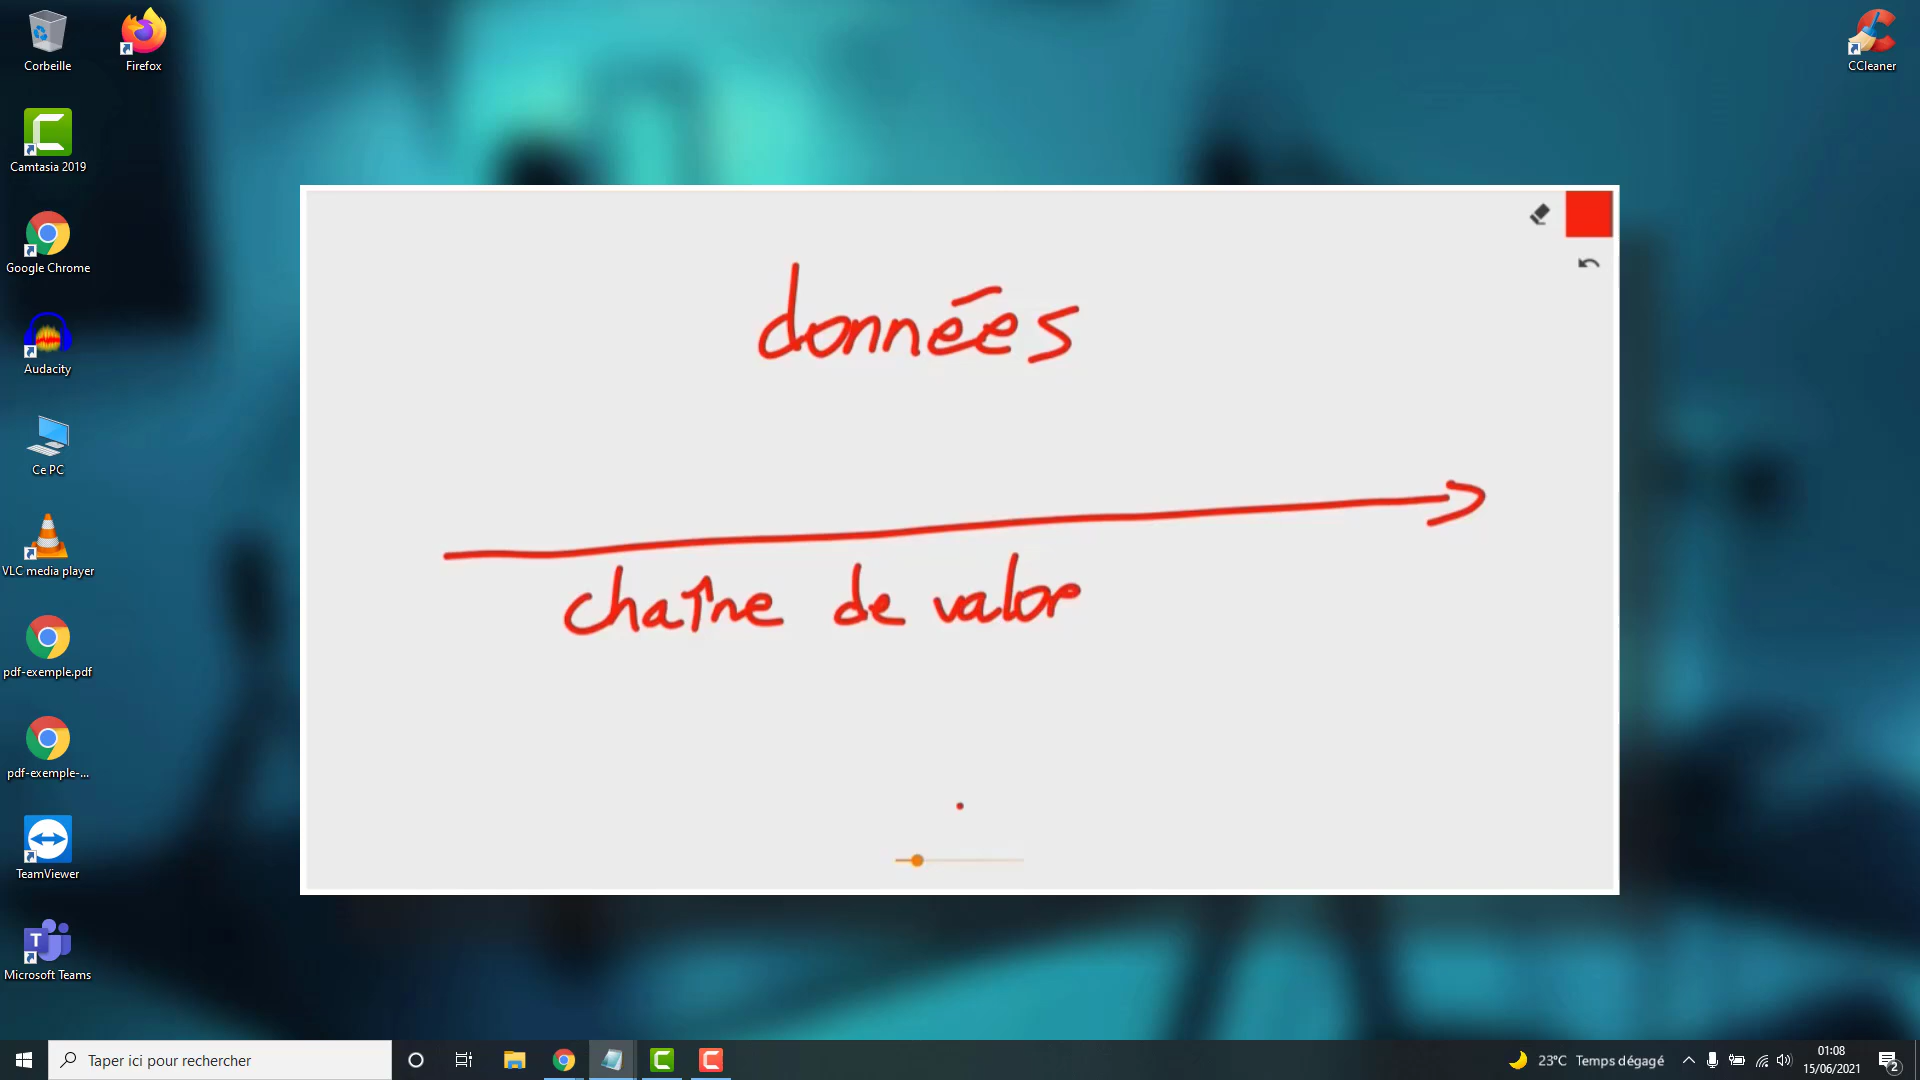 Corbeille
Firefox
CCleaner
Camtasia 2019
Google Chrome
Audacity
Ce PC
VLC media player
pdf-exemple.pdf
pdf-exemple-...
TeamViewer
T
Microsoft Teams
données
chaîne de valor
Taper ici pour rechercher
23°C Temps dégagé
01:08
15/06/2021
2